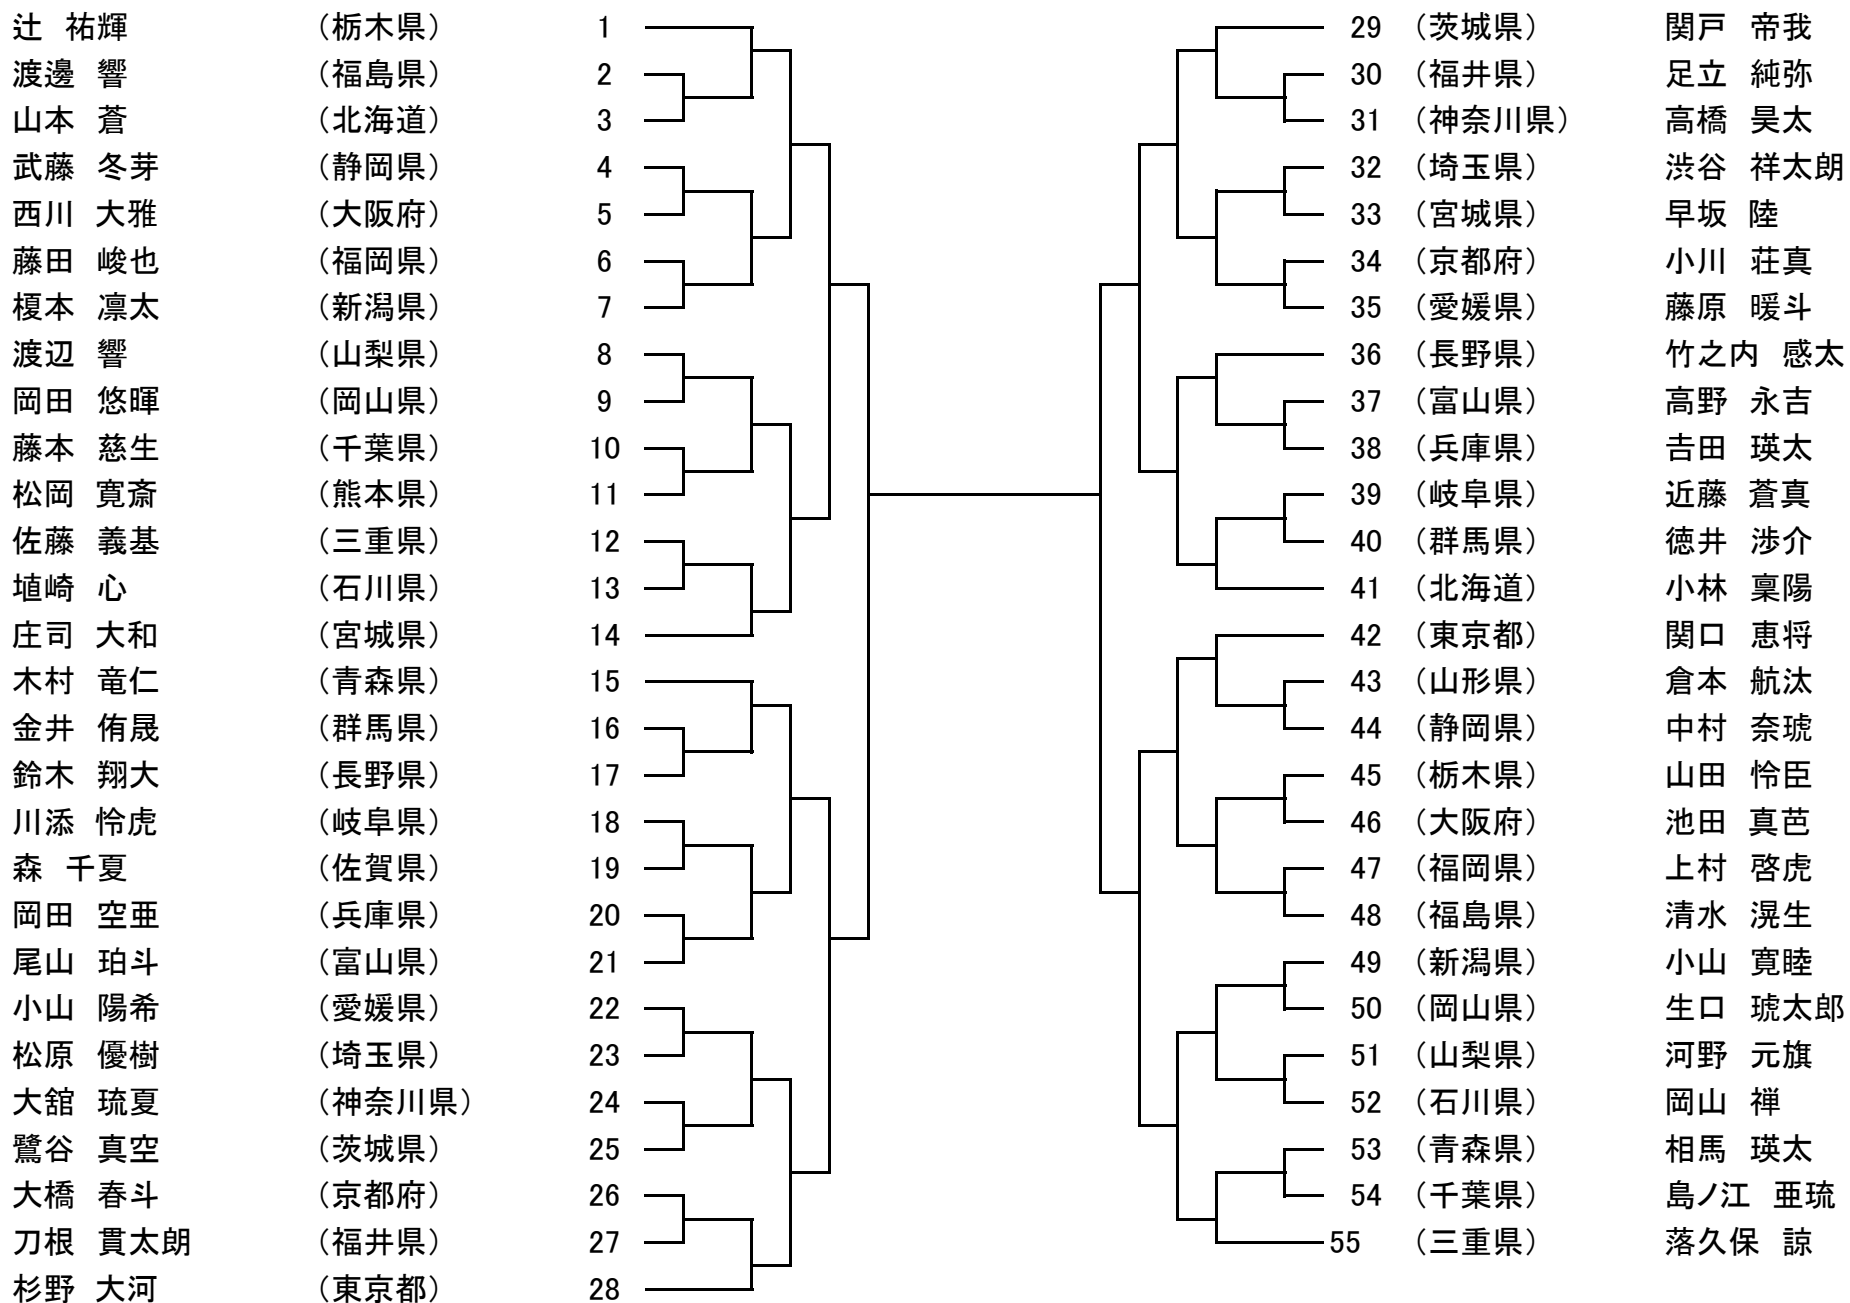 辻 祐輝 （栃木県） 1
渡邊 響 （福島県） 2
山本 蒼 （北海道） 3
武藤 冬芽 （静岡県） 4
西川 大雅 （大阪府） 5
藤田 峻也 （福岡県） 6
榎本 凛太 （新潟県） 7
渡辺 響 （山梨県） 8
岡田 悠暉 （岡山県） 9
藤本 慈生 （千葉県） 10
松岡 寛斎 （熊本県） 11
佐藤 義基 （三重県） 12
埴崎 心 （石川県） 13
庄司 大和 （宮城県） 14
木村 竜仁 （青森県） 15
金井 侑晟 （群馬県） 16
鈴木 翔大 （長野県） 17
川添 怜虎 （岐阜県） 18
森 千夏 （佐賀県） 19
岡田 空亜 （兵庫県） 20
尾山 珀斗 （富山県） 21
小山 陽希 （愛媛県） 22
松原 優樹 （埼玉県） 23
大舘 琉夏 （神奈川県） 24
鷺谷 真空 （茨城県） 25
大橋 春斗 （京都府） 26
刀根 貫太朗 （福井県） 27
杉野 大河 （東京都） 28
29 （茨城県） 関戸 帝我
30 （福井県） 足立 純弥
31 （神奈川県） 高橋 昊太
32 （埼玉県） 渋谷 祥太朗
33 （宮城県） 早坂 陸
34 （京都府） 小川 荘真
35 （愛媛県） 藤原 暖斗
36 （長野県） 竹之内 感太
37 （富山県） 高野 永吉
38 （兵庫県） 𠮷田 瑛太
39 （岐阜県） 近藤 蒼真
40 （群馬県） 徳井 渉介
41 （北海道） 小林 稟陽
42 （東京都） 関口 恵将
43 （山形県） 倉本 航汰
44 （静岡県） 中村 奈琥
45 （栃木県） 山田 怜臣
46 （大阪府） 池田 真芭
47 （福岡県） 上村 啓虎
48 （福島県） 清水 滉生
49 （新潟県） 小山 寛睦
50 （岡山県） 生口 琥太郎
51 （山梨県） 河野 元旗
52 （石川県） 岡山 禅
53 （青森県） 相馬 瑛太
54 （千葉県） 島ノ江 亜琉
55 （三重県） 落久保 諒